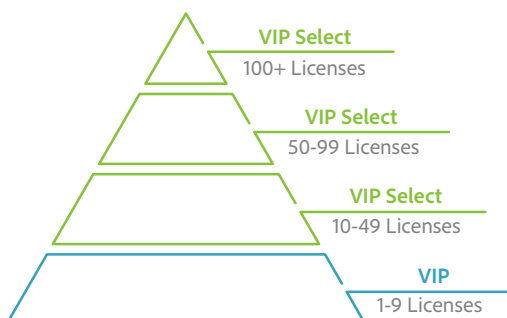 VIP Select
100+ Licenses
VIP Select
50-99 Licenses
VIP Select
10-49 Licenses
VIP
1-9 Licenses